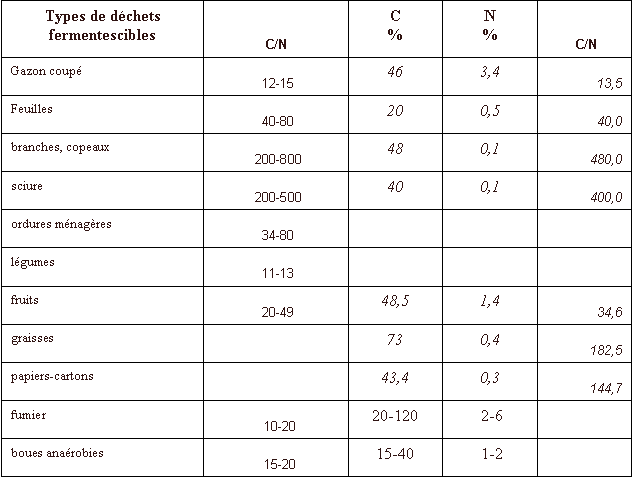 Types de déchets fermentescibles C/N C % N % C/N
Gazon coupé 12-15 46 3,4 13,5
Feuilles 40-80 20 0,5 40,0
branches, copeaux 200-800 48 0,1 480,0
sciure 200-500 40 0,1 400,0
ordures ménagères 34-80
légumes 11-13
fruits 20-49 48,5 1,4 34,6
graisses 73 0,4 182,5
papiers-cartons 43,4 0,3 144,7
fumier 10-20 20-120 2-6
boues anaérobies 15-20 15-40 1-2